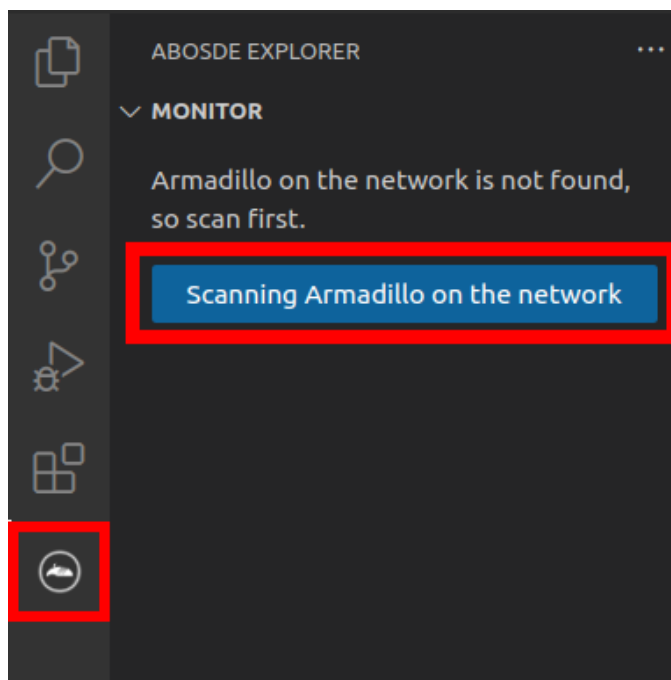 ABOSDE EXPLORER
MONITOR
Armadillo on the network is not found,
so scan first.
Scanning Armadillo on the network